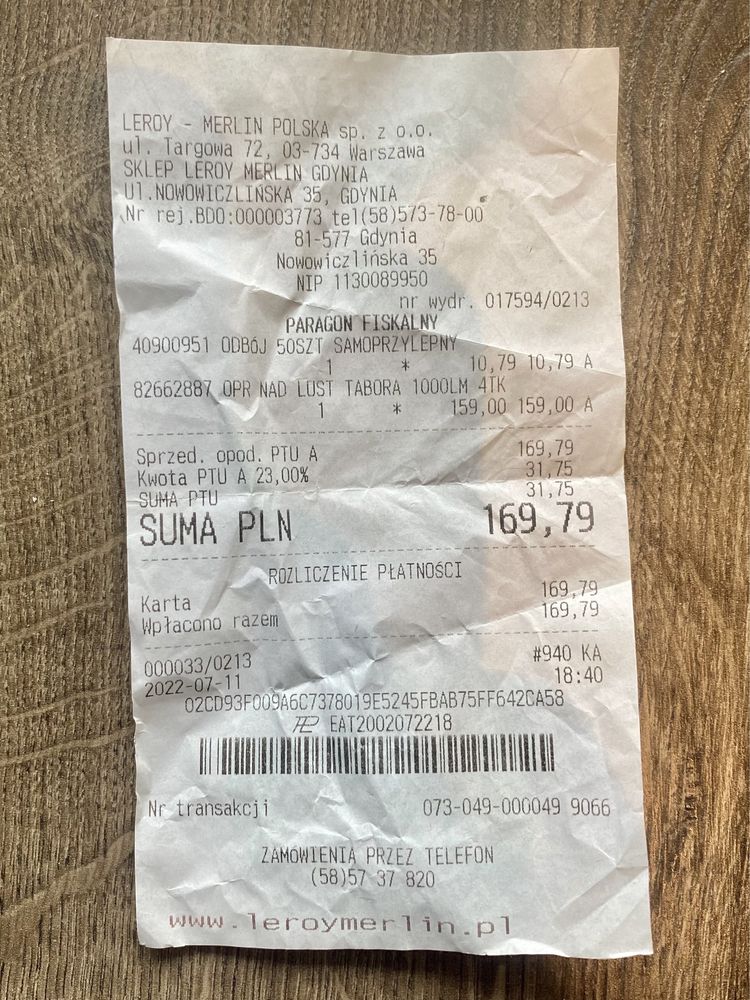 LEROY - MERLIN POLSKA sp. z o.o.
ul. Targowa 72, 03-734 Warszawa
SKLEP LEROY MERLIN GDYNIA
Ul.NOWOWICZLIŃSKA 35, GDYNIA
Nr rej.BDO:000003773 tel(58)573-78-00
81-577 Gdynia
Nowowiczlińska 35
NIP 1130089950
nr wydr. 017594/0213
PARAGON FISKALNY
40900951 ODBÓJ 50SZT SAMOPRZYLEPNY
1 * 10,79 10,79 A
82662887 OPR NAD LUST TABORA 1000LM 4TK
1 * 159,00 159,00 A
Sprzed. opod. PTU A 169,79
Kwota PTU A 23,00% 31,75
SUMA PTU 31,75
SUMA PLN 169,79
ROZLICZENIE PŁATNOŚCI
Karta 169,79
Wpłacono razem 169,79
000033/0213 #940 KA
2022-07-11 18:40
02CD93F009A6C7378019E5245FBAB75FF642CA58
EAT2002072218
Nr transakcji 073-049-000049 9066
ZAMÓWIENIA PRZEZ TELEFON
(58)57 37 820
www.leroymerlin.pl